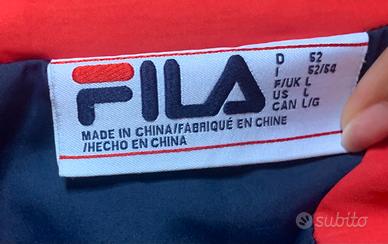 FILA
D 52
I 52/54
F/UK L
US L
CAN L/G
MADE IN CHINA/FABRIQUÉ EN CHINE
/HECHO EN CHINA
subito